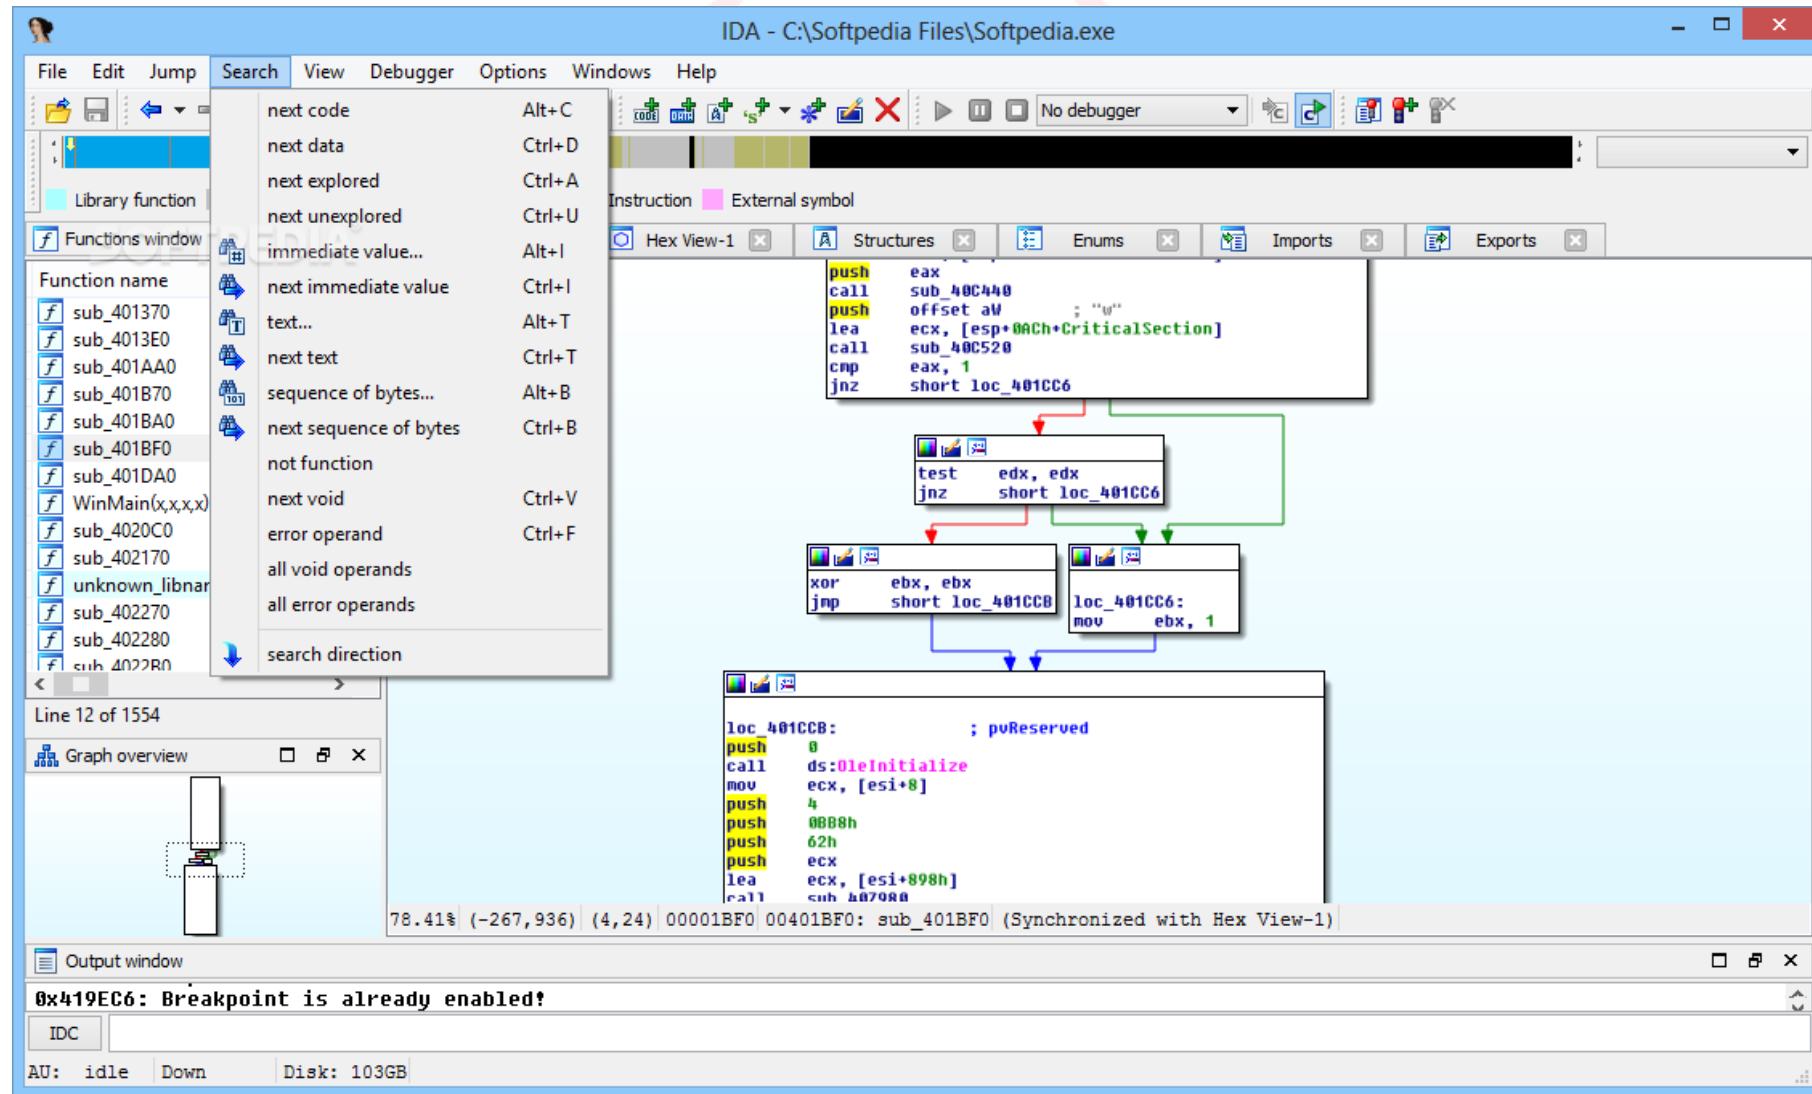 IDA - C:\Softpedia Files\Softpedia.exe
File Edit Jump Search View Debugger Options Windows Help
No debugger
Library function
Instruction External symbol
Functions window
Hex View-1 Structures Enums Imports Exports
SOFTPEDIA
Function name
sub_401370
sub_4013E0
sub_401AA0
sub_401B70
sub_401BA0
sub_401BF0
sub_401DA0
WinMain(x,x,x,x)
sub_4020C0
sub_402170
unknown_librar
sub_402270
sub_402280
sub_4022B0
Line 12 of 1554
next code Alt+C
next data Ctrl+D
next explored Ctrl+A
next unexplored Ctrl+U
immediate value... Alt+I
next immediate value Ctrl+I
text... Alt+T
next text Ctrl+T
sequence of bytes... Alt+B
next sequence of bytes Ctrl+B
not function
next void Ctrl+V
error operand Ctrl+F
all void operands
all error operands
search direction
push eax
call sub_40C440
push offset aW ; "w"
lea ecx, [esp+0ACh+CriticalSection]
call sub_40C520
cmp eax, 1
jnz short loc_401CC6
test edx, edx
jnz short loc_401CC6
xor ebx, ebx
jmp short loc_401CCB
loc_401CC6:
mov ebx, 1
loc_401CCB: ; pvReserved
push 0
call ds:OleInitialize
mov ecx, [esi+8]
push 4
push 0BB8h
push 62h
push ecx
lea ecx, [esi+898h]
call sub_407980
Graph overview
78.41% (-267,936) (4,24) 00001BF0 00401BF0: sub_401BF0 (Synchronized with Hex View-1)
Output window
0x419EC6: Breakpoint is already enabled!
IDC
AU: idle Down Disk: 103GB